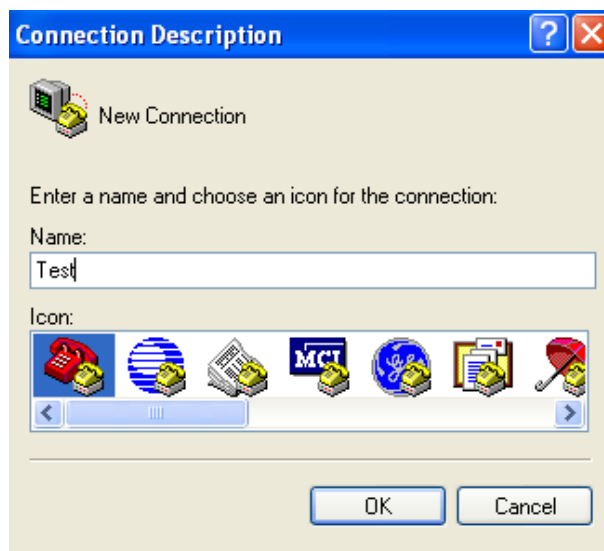 Connection Description
New Connection
Enter a name and choose an icon for the connection:
Name:
Test
Icon:
MCI
OK Cancel